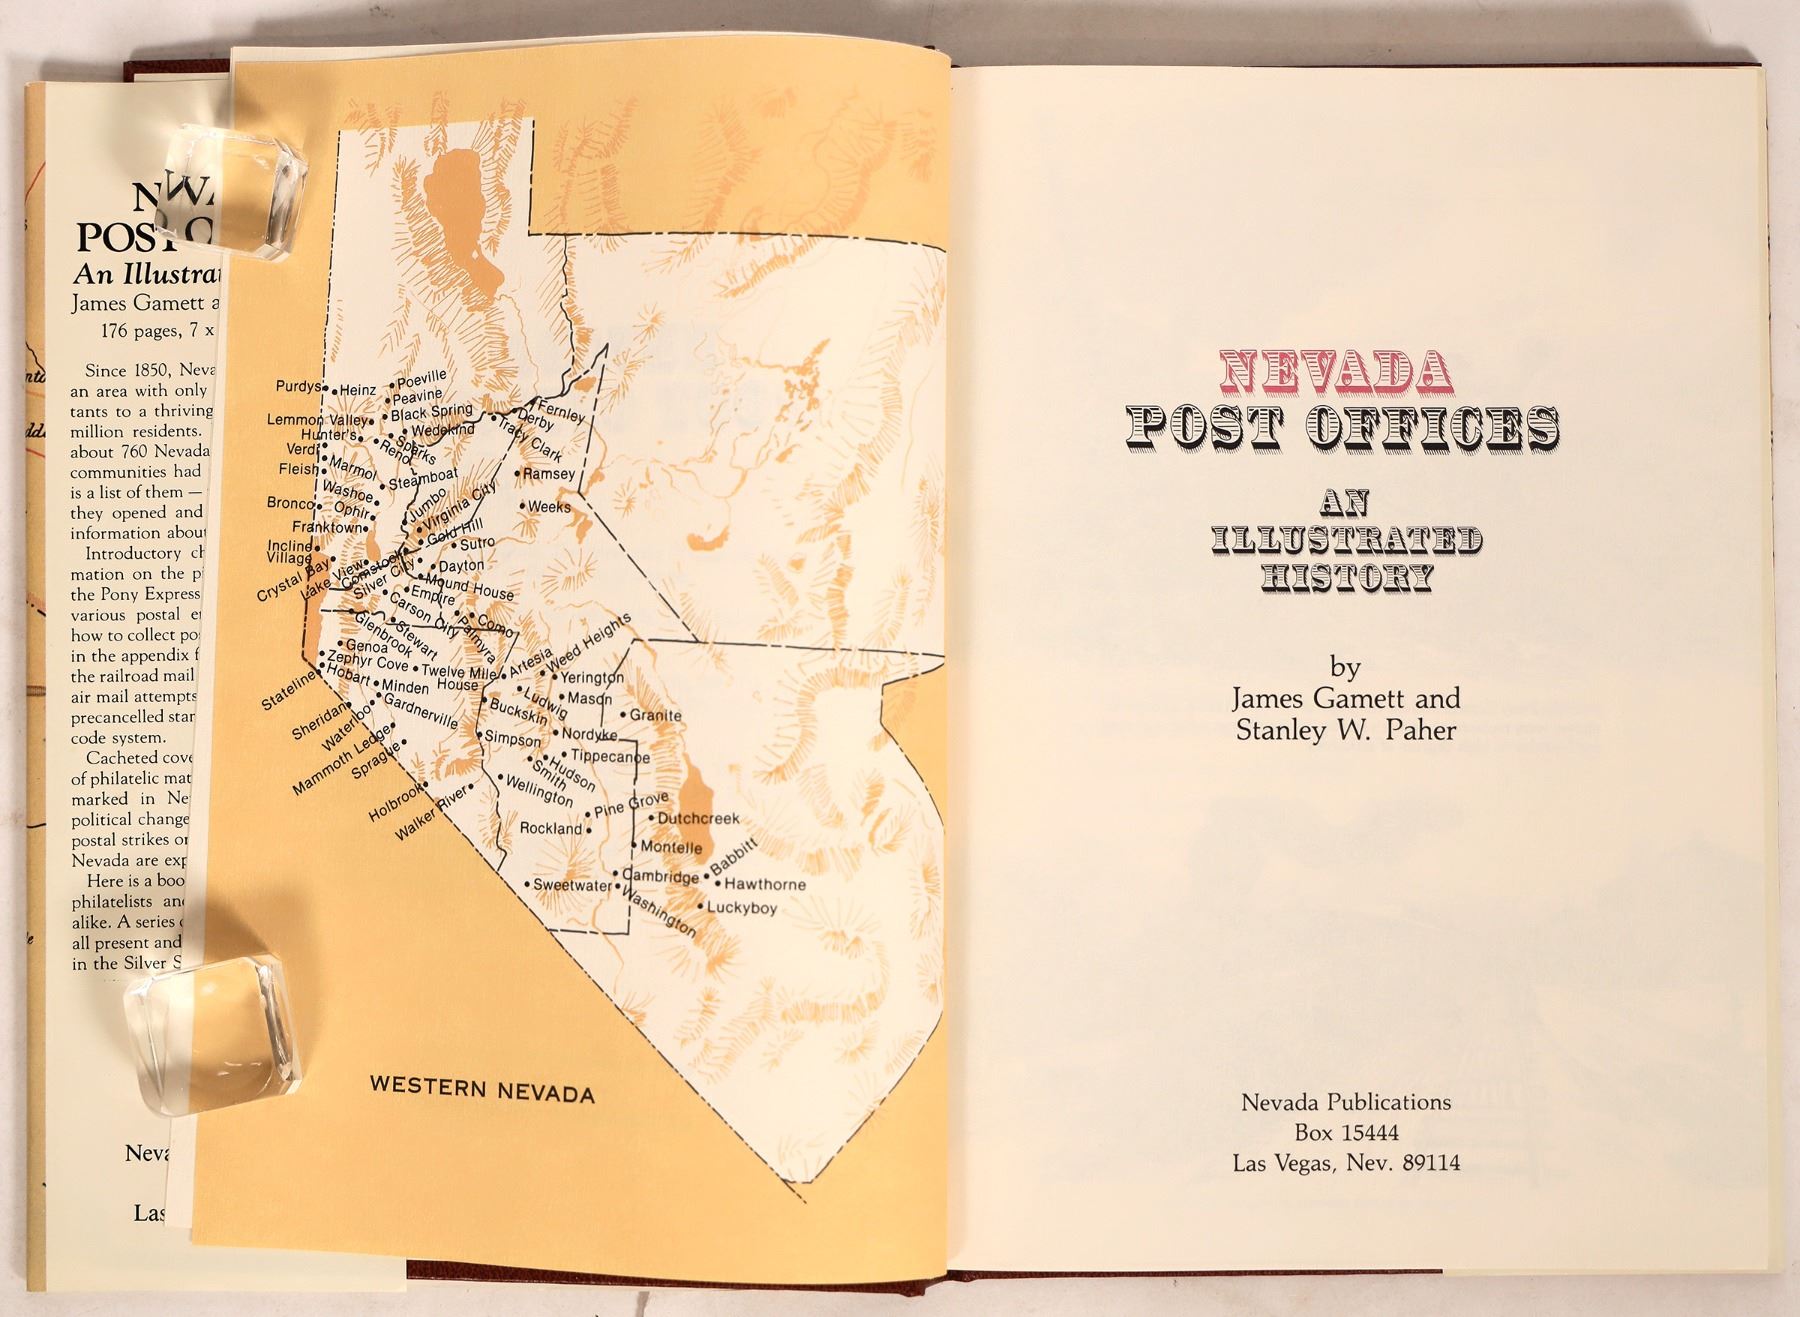 POST O
An Illustra
James Gamett a
176 pages, 7 x
Since 1850, Neva
an area with only
tants to a thriving
million residents.
about 760 Nevada
communities had
is a list of them —
they opened and
information about
Introductory ch
mation on the p
the Pony Express
various postal e
how to collect po
in the appendix f
the railroad mail
air mail attempts
precancelled star
code system.
Cacheted cove
of philatelic mat
marked in Ne
political change
postal strikes or
Nevada are exp
Here is a boo
philatelists and
alike. A series
all present and
in the Silver S
Neva
Las
Purdys
Heinz
Poeville
Peavine
Lemmon Valley
Black Spring
Hunter's
Wedekind
Sparks
Reno
Verdi
Fleish
Marmol
Steamboat
Washoe
Bronco
Ophir
Jumbo
Franktown
Virginia City
Gold Hill
Incline
Village
Sutro
Crystal Bay
Lake View
Comstock
Silver City
Dayton
Mound House
Empire
Carson City
Como
Palmyra
Glenbrook
Stewart
Genoa
Zephyr Cove
Hobart
Twelve Mile
House
Stateline
Minden
Gardnerville
Sheridan
Waterloo
Mammoth Ledge
Sprague
Holbrook
Walker River
Fernley
Derby
Tracy Clark
Ramsey
Weeks
Artesia
Weed Heights
Yerington
Mason
Ludwig
Buckskin
Granite
Simpson
Nordyke
Tippecanoe
Hudson
Smith
Wellington
Pine Grove
Rockland
Dutchcreek
Montelle
Babbitt
Cambridge
Hawthorne
Sweetwater
Washington
Luckyboy
WESTERN NEVADA
NEVADA
POST OFFICES
AN
ILLUSTRATED
HISTORY
by
James Gamett and
Stanley W. Paher
Nevada Publications
Box 15444
Las Vegas, Nev. 89114